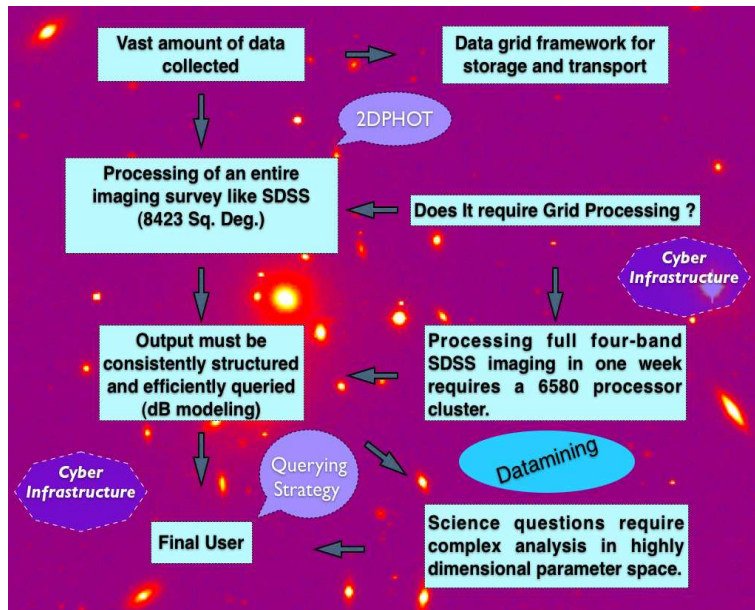 Vast amount of data
collected
Data grid framework for
storage and transport
2DPHOT
Processing of an entire
imaging survey like SDSS
(8423 Sq. Deg.)
Does It require Grid Processing ?
Cyber
Infrastructure
Output must be
consistently structured
and efficiently queried
(dB modeling)
Processing full four-band
SDSS imaging in one week
requires a 6580 processor
cluster.
Cyber
Infrastructure
Querying
Strategy
Datamining
Final User
Science questions require
complex analysis in highly
dimensional parameter space.